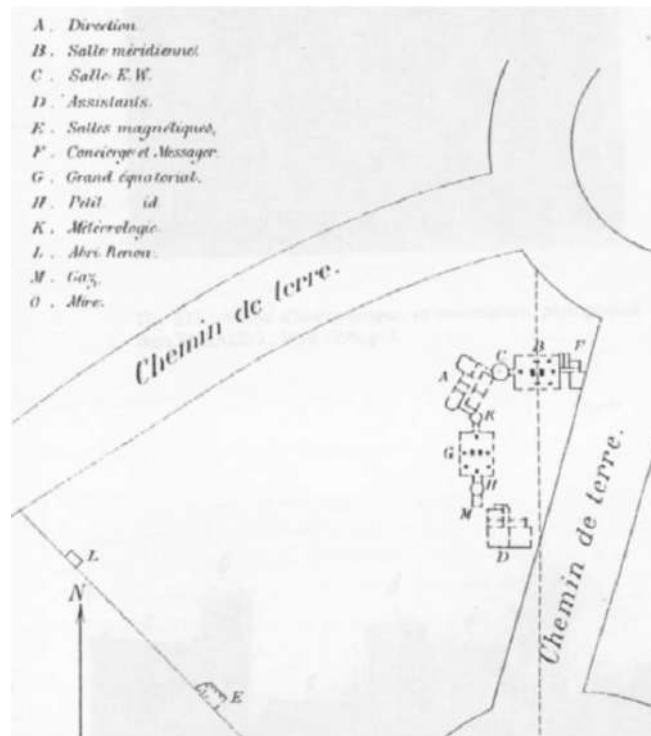 A. Direction.
B. Salle méridienne.
C. Salle E.W.
D. Assistants.
E. Salles magnétiques,
F. Concierge et Messager.
G. Grand équatorial.
H. Petit id
K. Météorologie.
L. Abri Renou.
M. Gaz,
O. Mire.
Chemin de terre.
B
C
F
A
K
G
H
M
D
Chemin de terre.
L
N
E